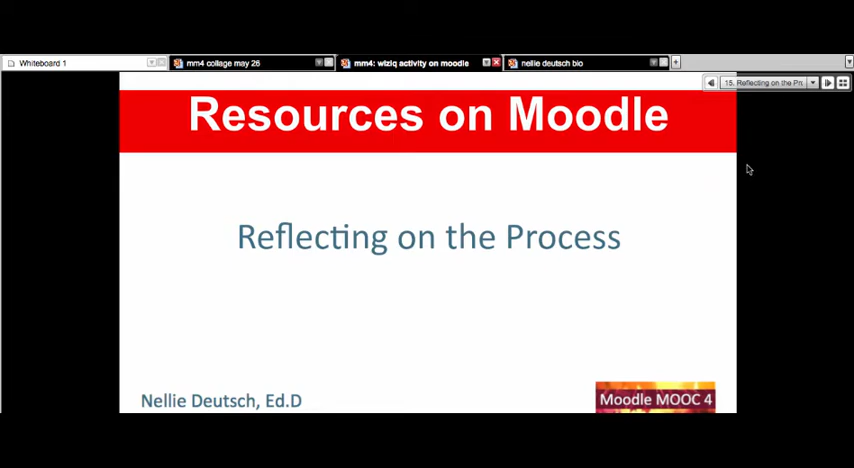 Whiteboard 1
mm4 collage may 26
mm4: wiziq activity on moodle
nellie deutsch bio
15. Reflecting on the Pr
Resources on Moodle
Reflecting on the Process
Nellie Deutsch, Ed.D
Moodle MOOC 4